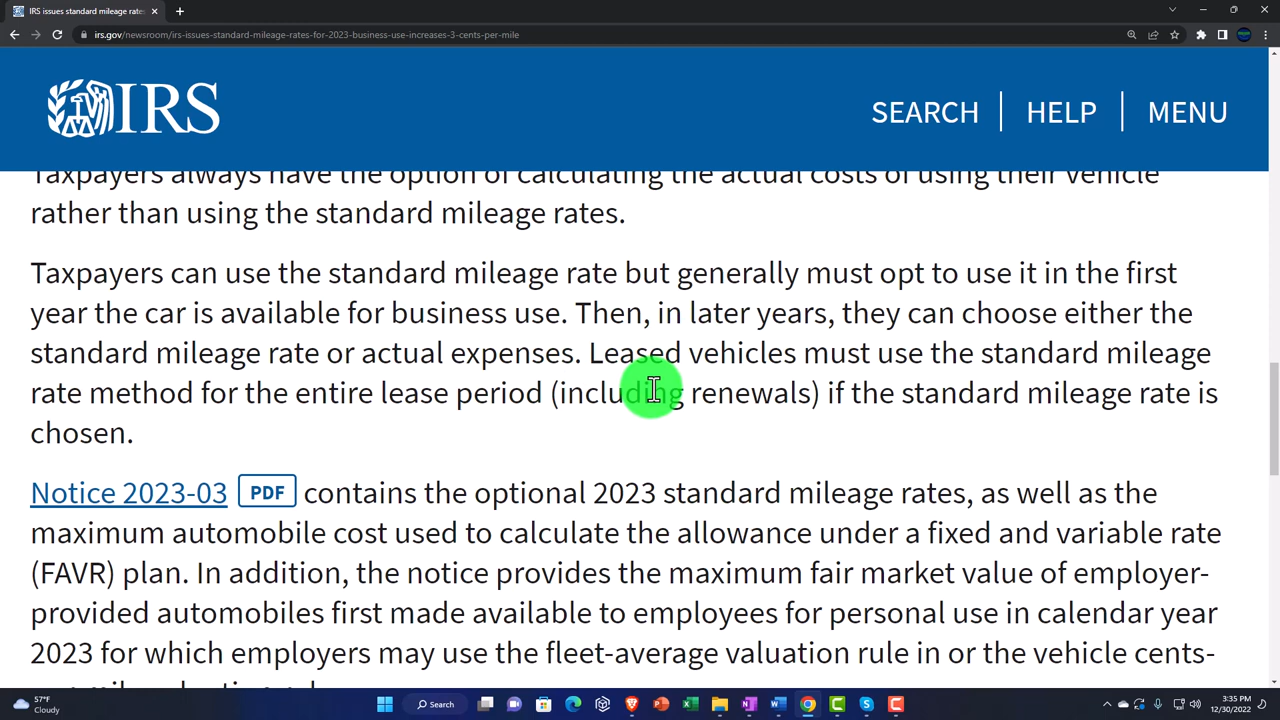 IRS issues standard mileage rates
irs.gov/newsroom/irs-issues-standard-mileage-rates-for-2023-business-use-increases-3-cents-per-mile
IRS
SEARCH
HELP
MENU
Taxpayers always have the option of calculating the actual costs of using their vehicle
rather than using the standard mileage rates.
Taxpayers can use the standard mileage rate but generally must opt to use it in the first
year the car is available for business use. Then, in later years, they can choose either the
standard mileage rate or actual expenses. Leased vehicles must use the standard mileage
rate method for the entire lease period (including renewals) if the standard mileage rate is
chosen.
Notice 2023-03 PDF contains the optional 2023 standard mileage rates, as well as the
maximum automobile cost used to calculate the allowance under a fixed and variable rate
(FAVR) plan. In addition, the notice provides the maximum fair market value of employer-
provided automobiles first made available to employees for personal use in calendar year
2023 for which employers may use the fleet-average valuation rule in or the vehicle cents-
57°F
Cloudy
Search
3:35 PM
12/30/2022